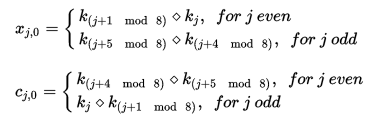 x_{j,0} = { k_{(j+1 mod 8)} ⋄ k_j, for j even
k_{(j+5 mod 8)} ⋄ k_{(j+4 mod 8)}, for j odd
c_{j,0} = { k_{(j+4 mod 8)} ⋄ k_{(j+5 mod 8)}, for j even
k_j ⋄ k_{(j+1 mod 8)}, for j odd